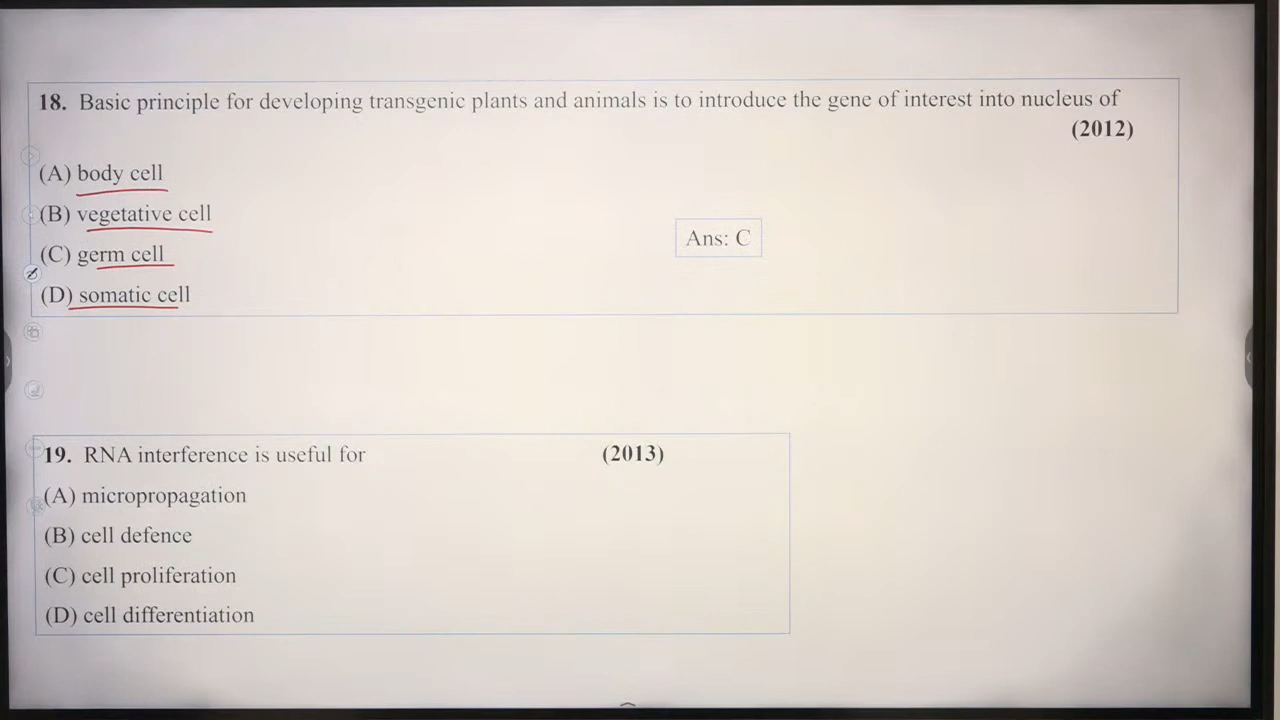 18. Basic principle for developing transgenic plants and animals is to introduce the gene of interest into nucleus of
(2012)
(A) body cell
(B) vegetative cell
(C) germ cell
(D) somatic cell
Ans: C
19. RNA interference is useful for (2013)
(A) micropropagation
(B) cell defence
(C) cell proliferation
(D) cell differentiation